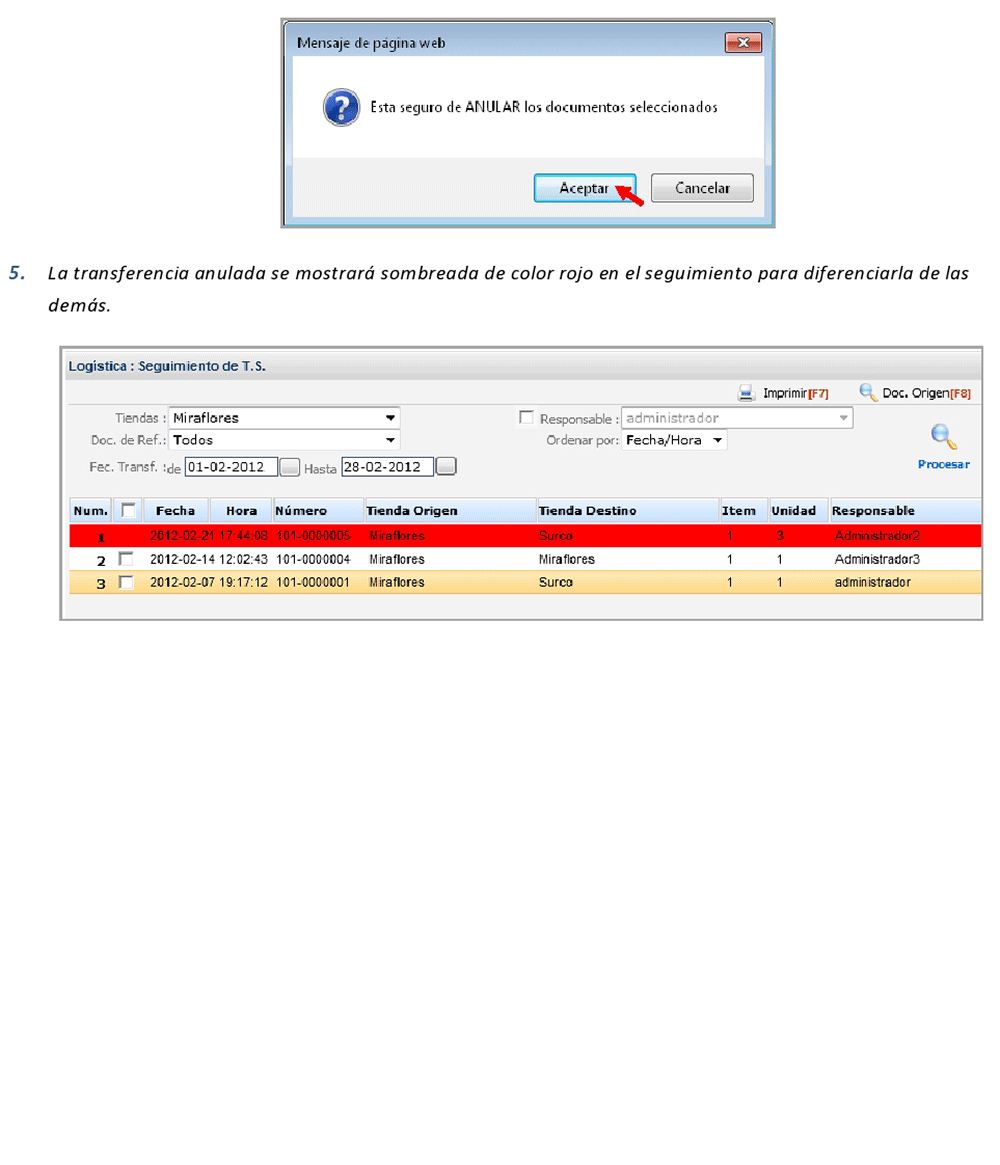 Mensaje de página web
Esta seguro de ANULAR los documentos seleccionados
Aceptar Cancelar
5. La transferencia anulada se mostrará sombreada de color rojo en el seguimiento para diferenciarla de las
demás.
Logística : Seguimiento de T.S.
Imprimir[F7] Doc. Origen[F8]
Tiendas : Miraflores Responsable : administrador
Doc. de Ref.: Todos Ordenar por: Fecha/Hora
Fec. Transf. :de 01-02-2012 Hasta 28-02-2012 Procesar
Num. Fecha Hora Número Tienda Origen Tienda Destino Item Unidad Responsable
1 2012-02-21 17:44:08 101-0000005 Miraflores Surco 1 3 Administrador2
2 2012-02-14 12:02:43 101-0000004 Miraflores Miraflores 1 1 Administrador3
3 2012-02-07 19:17:12 101-0000001 Miraflores Surco 1 1 administrador